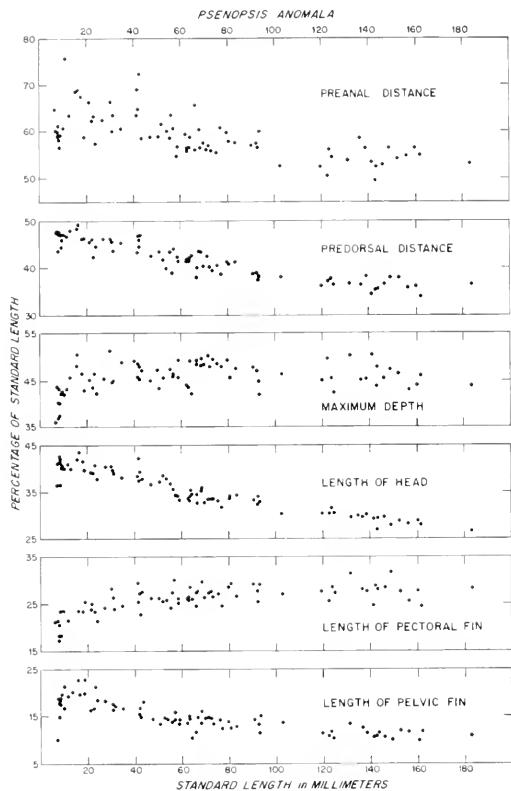 PSENOPSIS ANOMALA
20 40 60 80 100 120 140 160 180
80
70
60
50
PREANAL DISTANCE
50
40
30
PREDORSAL DISTANCE
55
45
35
MAXIMUM DEPTH
45
35
25
LENGTH OF HEAD
35
25
15
LENGTH OF PECTORAL FIN
25
15
5
LENGTH OF PELVIC FIN
20 40 60 80 100 120 140 160 180
STANDARD LENGTH in MILLIMETERS
PERCENTAGE OF STANDARD LENGTH